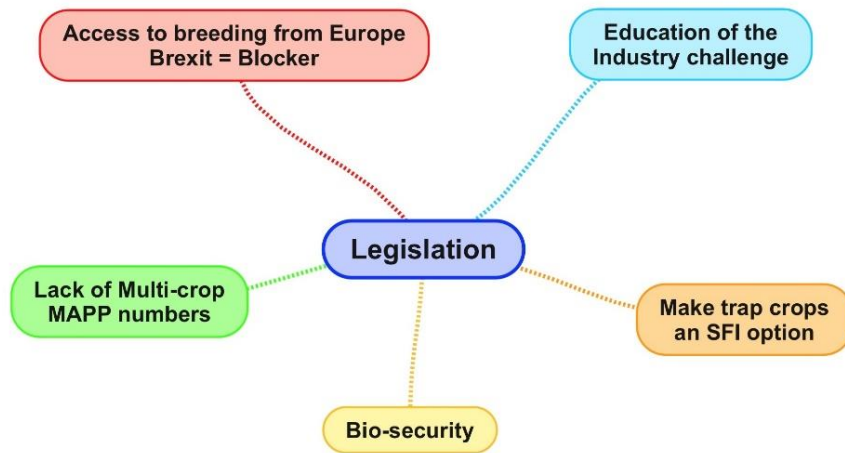 Access to breeding from Europe
Brexit = Blocker
Education of the
Industry challenge
Legislation
Lack of Multi-crop
MAPP numbers
Make trap crops
an SFI option
Bio-security